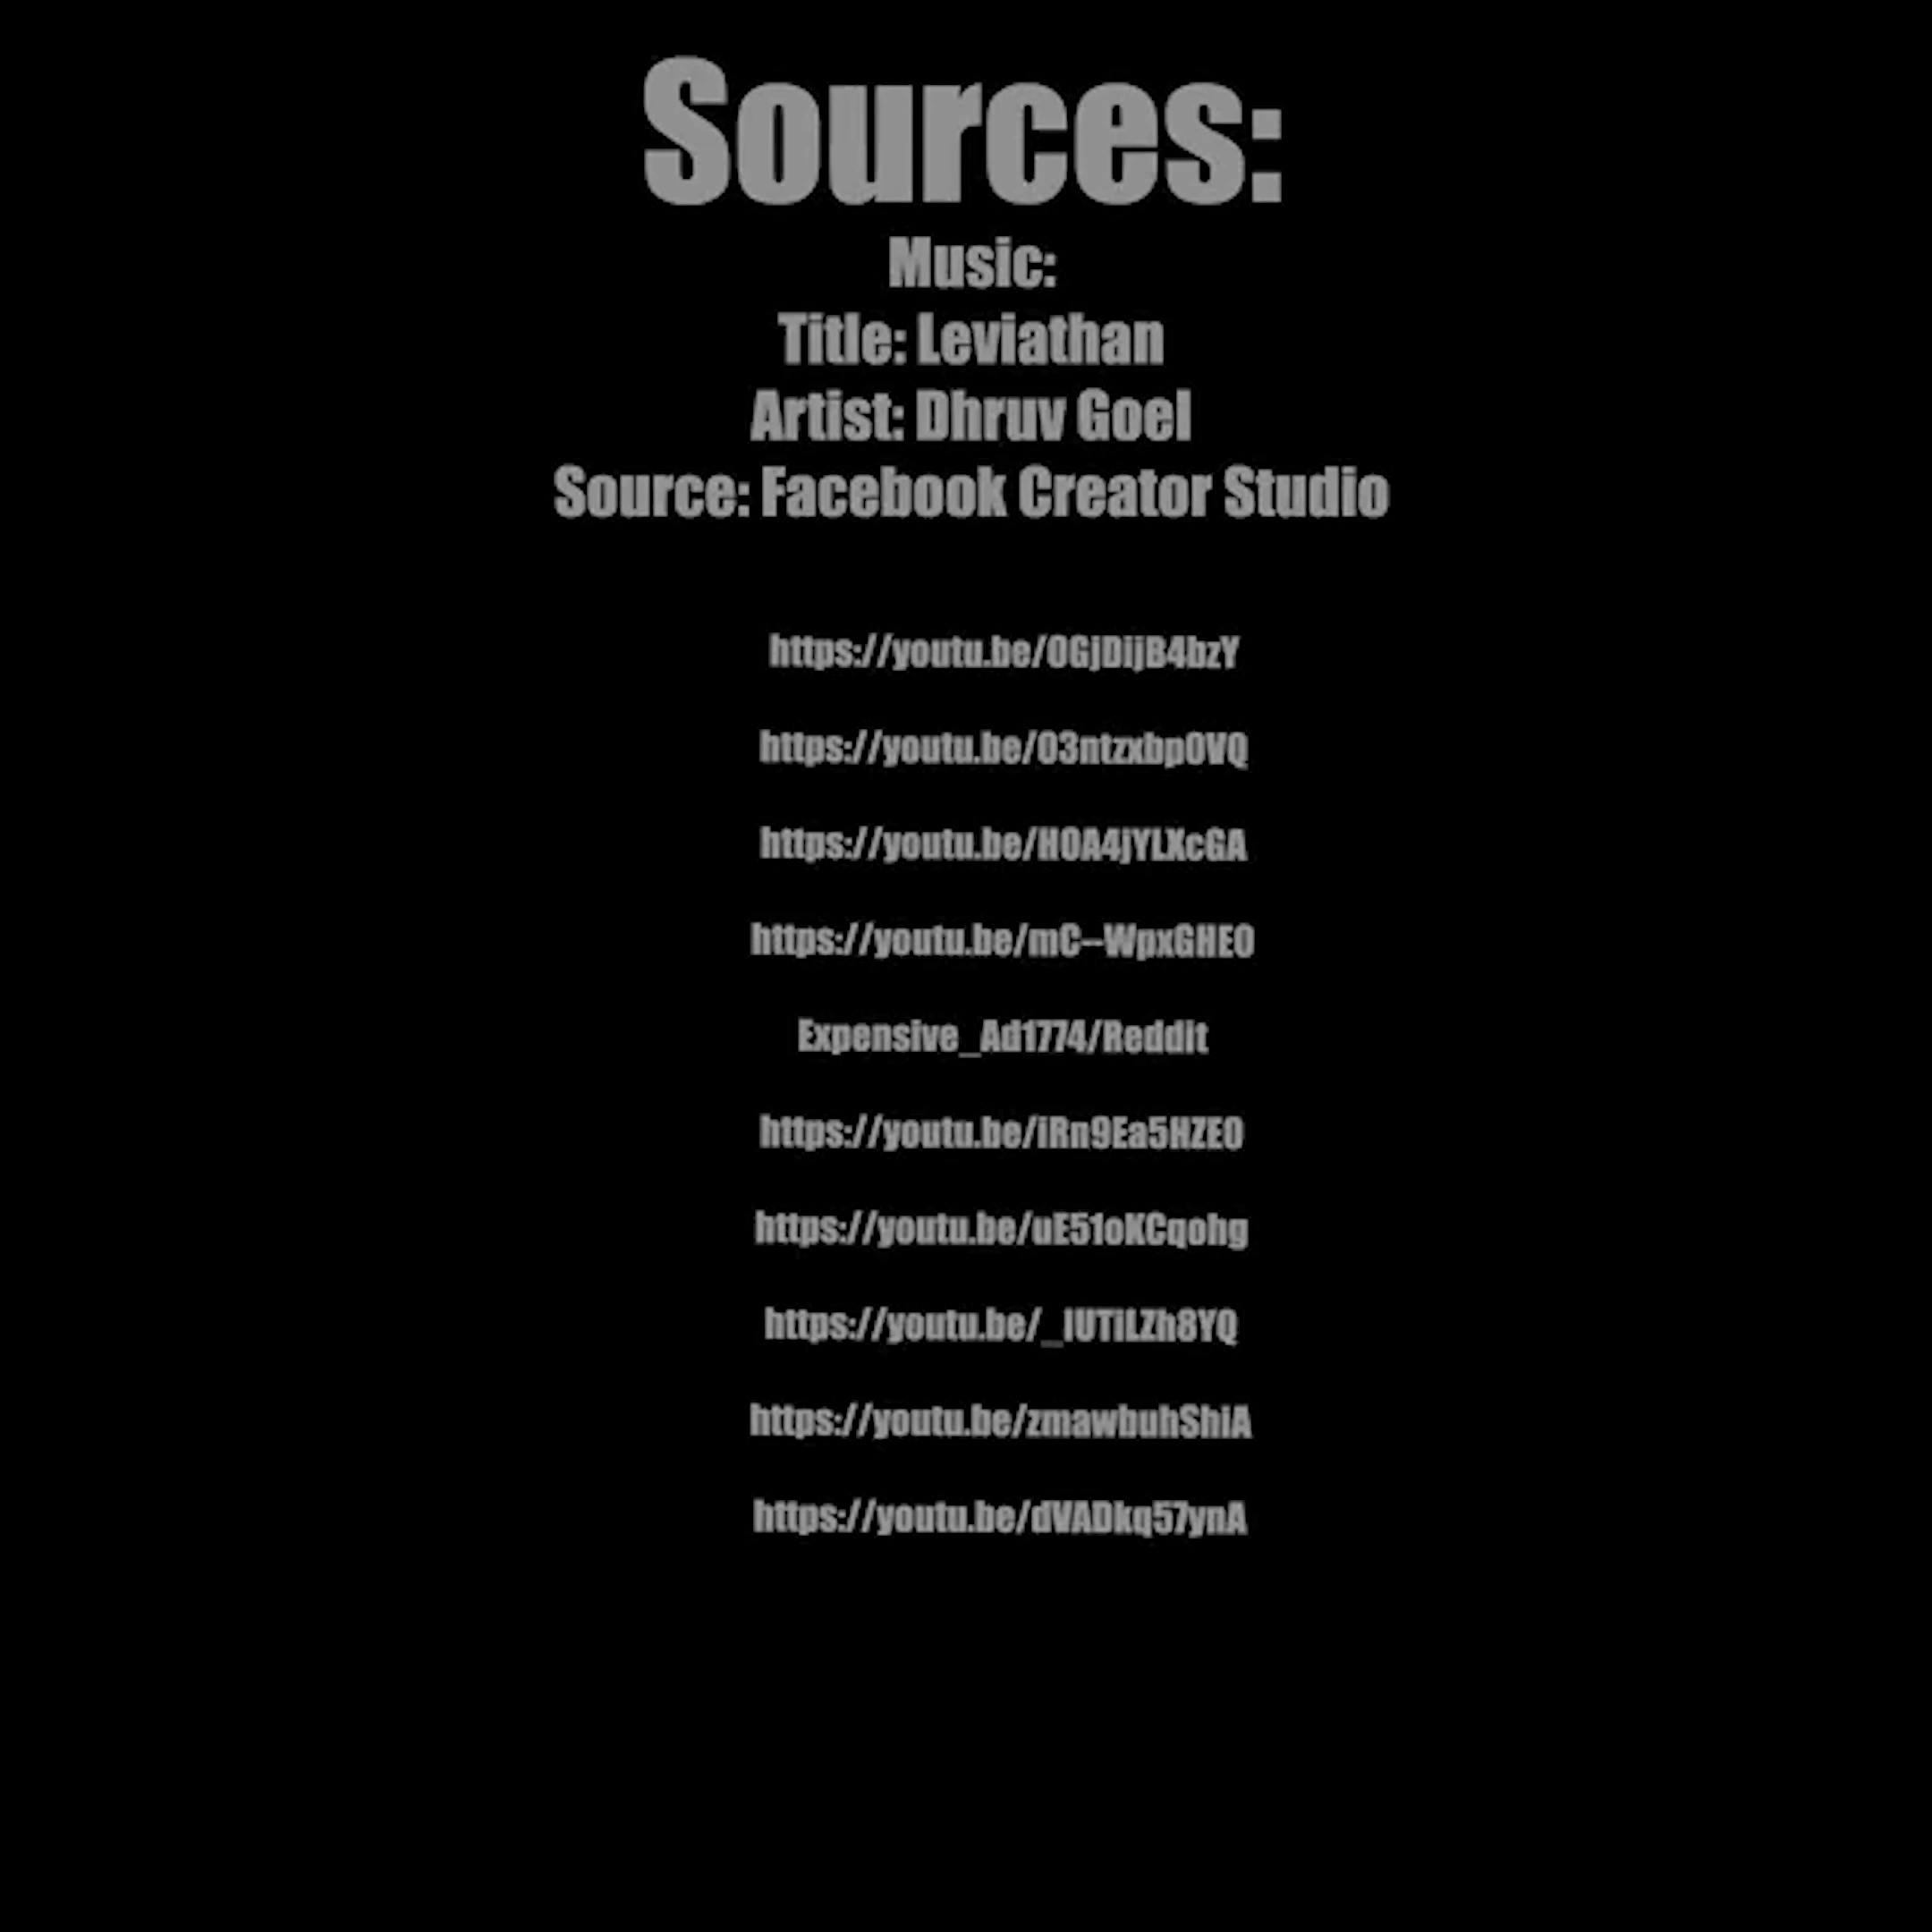 Sources:
Music:
Title: Leviathan
Artist: Dhruv Goel
Source: Facebook Creator Studio
https://youtu.be/OGjDijB4bzY
https://youtu.be/O3ntzxbp0VQ
https://youtu.be/H0A4jYLXcGA
https://youtu.be/mC--WpxGHE0
Expensive_Ad1774/Reddit
https://youtu.be/iRn9Ea5HZE0
https://youtu.be/uE51oKCqohg
https://youtu.be/_IUTiLZh8YQ
https://youtu.be/zmawbuhShiA
https://youtu.be/dVADkq57ynA